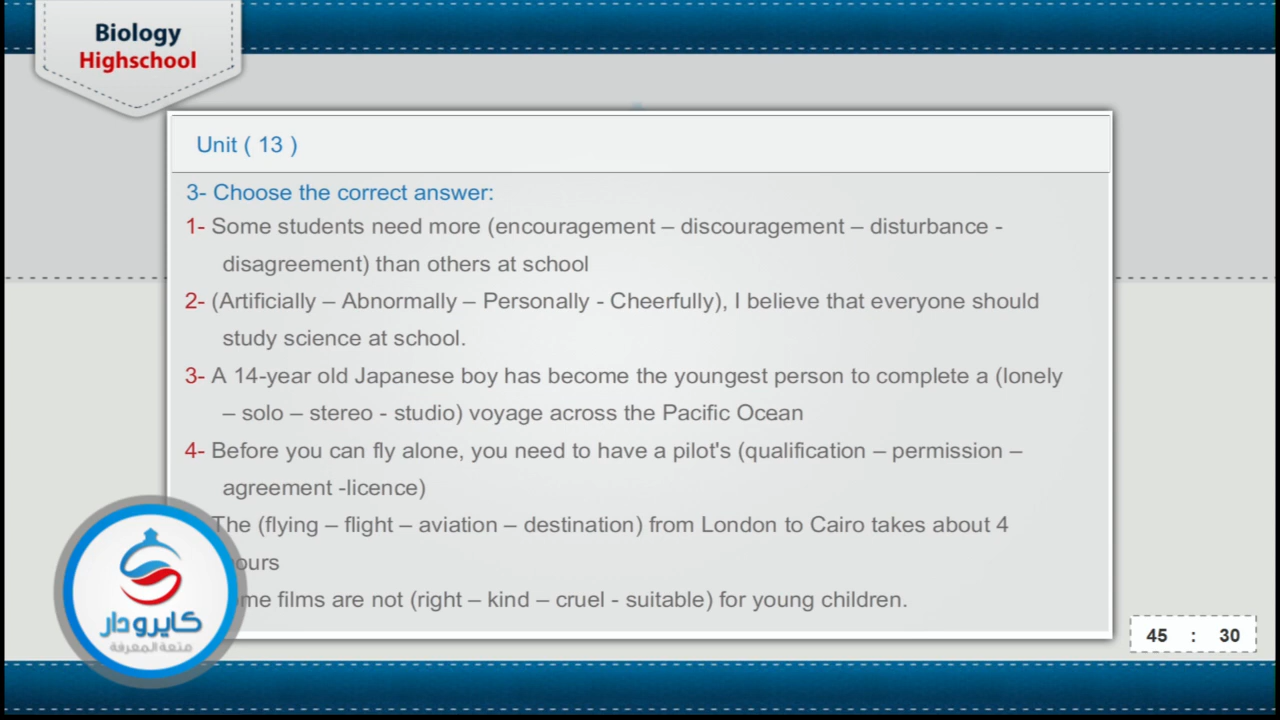 Biology
Highschool
Unit ( 13 )
3- Choose the correct answer:
1- Some students need more (encouragement – discouragement – disturbance -
disagreement) than others at school
2- (Artificially – Abnormally – Personally - Cheerfully), I believe that everyone should
study science at school.
3- A 14-year old Japanese boy has become the youngest person to complete a (lonely
– solo – stereo - studio) voyage across the Pacific Ocean
4- Before you can fly alone, you need to have a pilot's (qualification – permission –
agreement -licence)
The (flying – flight – aviation – destination) from London to Cairo takes about 4
ours
me films are not (right – kind – cruel - suitable) for young children.
كايرودار
متعة المعرفة
45 : 30